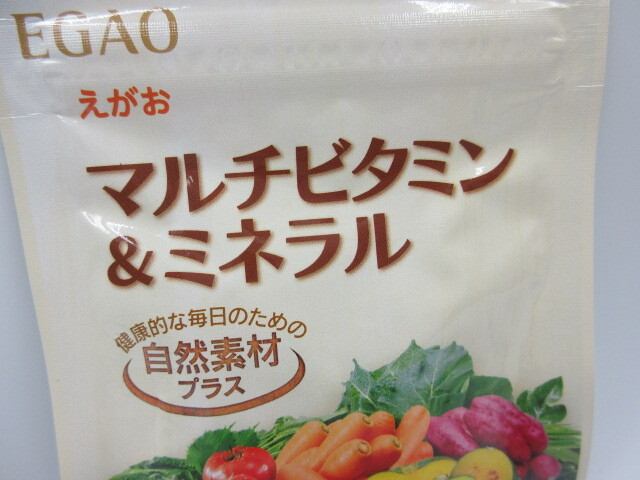 EGAO
えがお
マルチビタミン
&ミネラル
健康的な毎日のための
自然素材
プラス